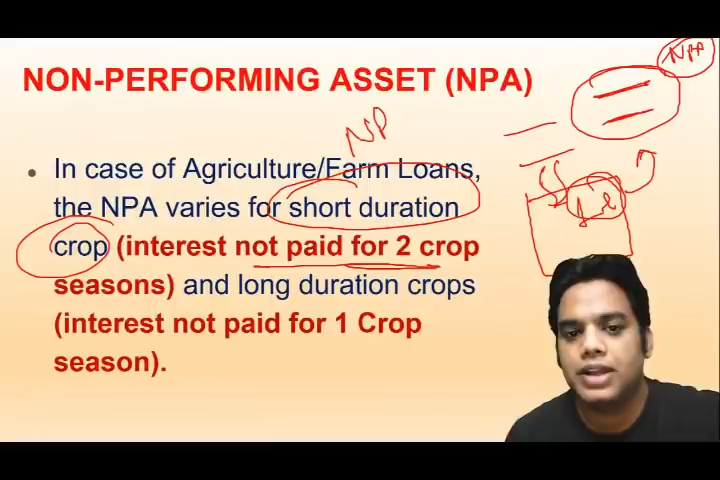 NON-PERFORMING ASSET (NPA)
NPA
NP
• In case of Agriculture/Farm Loans,
the NPA varies for short duration
crop (interest not paid for 2 crop
seasons) and long duration crops
(interest not paid for 1 Crop
season).